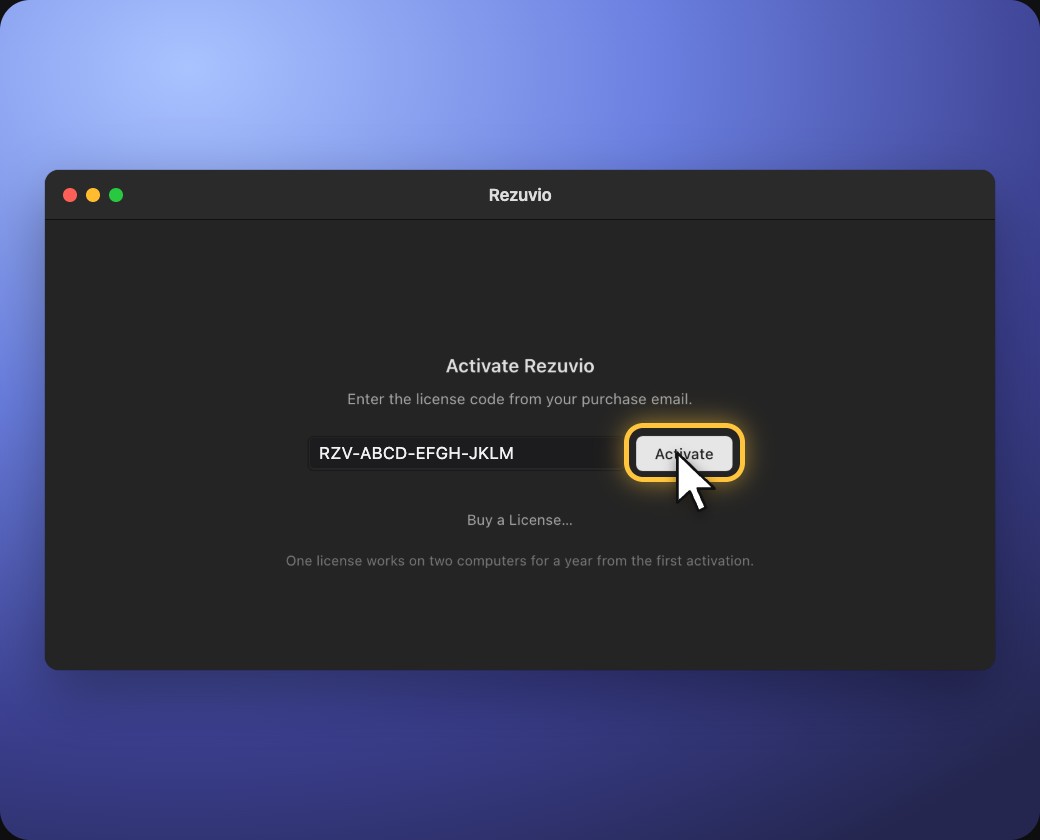 Rezuvio
Activate Rezuvio
Enter the license code from your purchase email.
RZV-ABCD-EFGH-JKLM
Activate
Buy a License...
One license works on two computers for a year from the first activation.